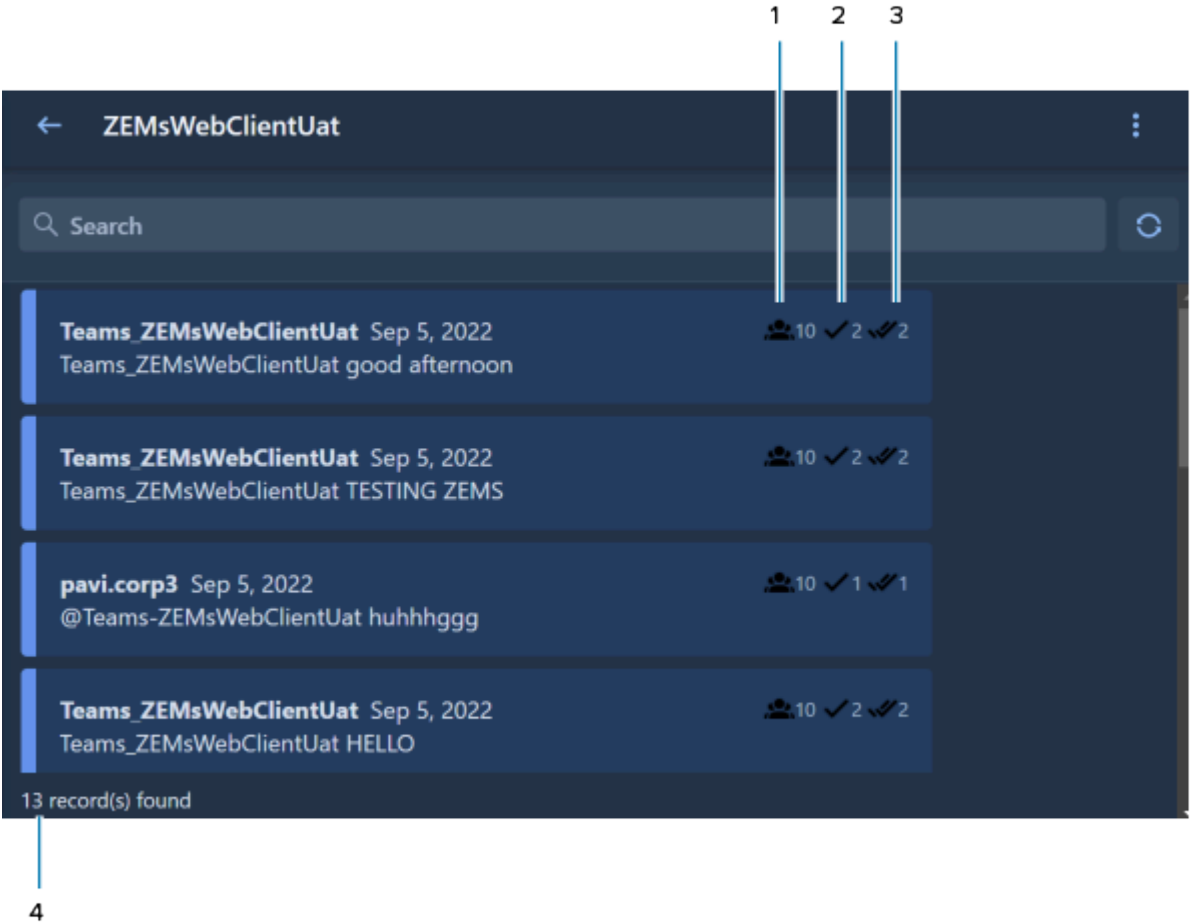 1 2 3
ZEMsWebClientUat
Search
Teams_ZEMsWebClientUat Sep 5, 2022 10 2 2
Teams_ZEMsWebClientUat good afternoon
Teams_ZEMsWebClientUat Sep 5, 2022 10 2 2
Teams_ZEMsWebClientUat TESTING ZEMS
pavi.corp3 Sep 5, 2022 10 1 1
@Teams-ZEMsWebClientUat huhhhggg
Teams_ZEMsWebClientUat Sep 5, 2022 10 2 2
Teams_ZEMsWebClientUat HELLO
13 record(s) found
4